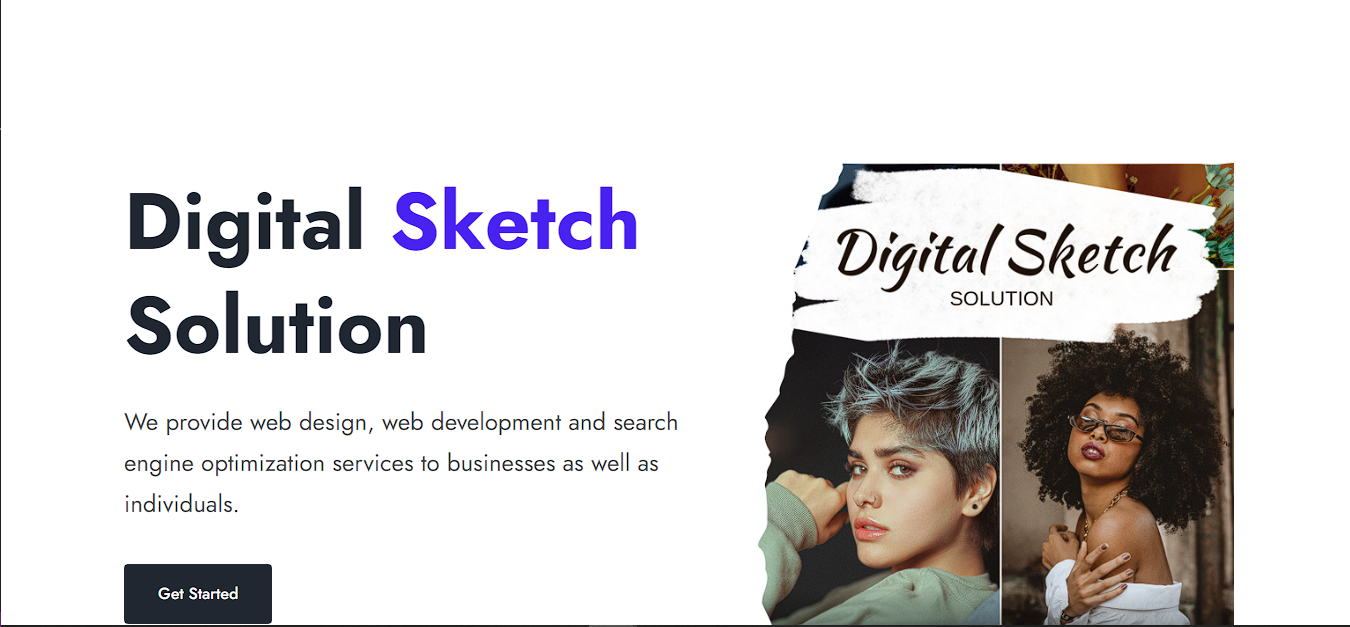 Digital Sketch
Solution
We provide web design, web development and search
engine optimization services to businesses as well as
individuals.
Get Started
Digital Sketch
SOLUTION